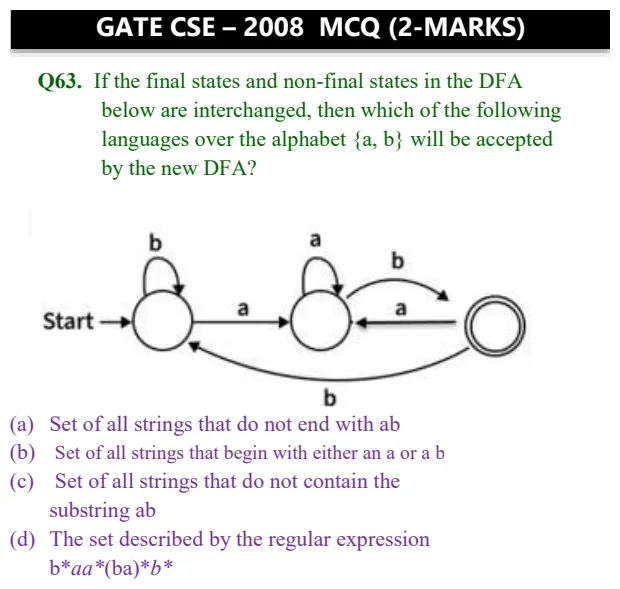 GATE CSE – 2008 MCQ (2-MARKS)
Q63. If the final states and non-final states in the DFA
below are interchanged, then which of the following
languages over the alphabet {a, b} will be accepted
by the new DFA?
b
a
b
Start
a
a
b
(a) Set of all strings that do not end with ab
(b) Set of all strings that begin with either an a or a b
(c) Set of all strings that do not contain the
substring ab
(d) The set described by the regular expression
b*aa*(ba)*b*